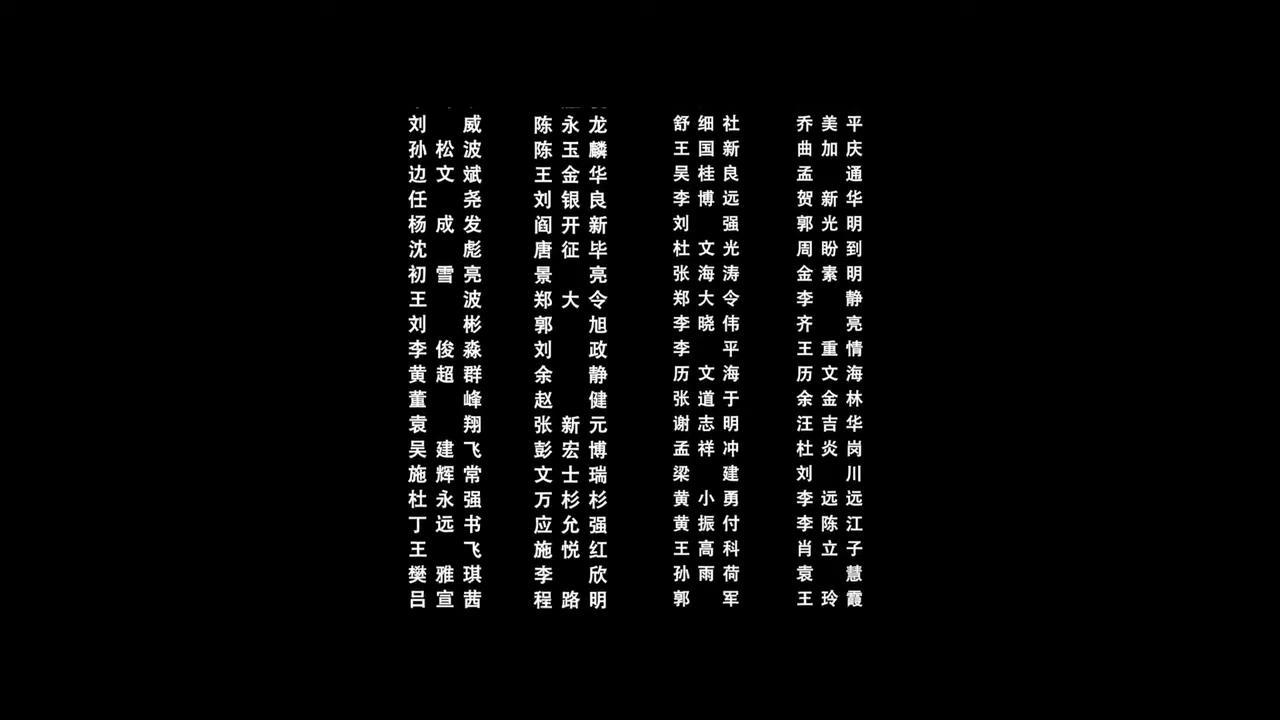 刘 威 陈永龙 舒细社 乔美平
孙松波 陈玉麟 王国新 曲加庆
边文斌 王金华 吴桂良 孟 通
任 尧 刘银良 李博远 贺新华
杨成发 阎开新 刘 强 郭光明
沈 彪 唐征毕 杜文光 周盼到
初雪亮 景 亮 张海涛 金素明
王 波 郑大令 郑大令 李 静
刘 彬 郭 旭 李晓伟 齐 亮
李俊淼 刘 政 李 平 王重情
黄超群 余 静 历文海 历文海
董 峰 赵 健 张道于 余金林
袁 翔 张新元 谢志明 汪吉华
吴建飞 彭宏博 孟祥冲 杜炎岗
施辉常 文士瑞 梁 建 刘 川
杜永强 万杉杉 黄小勇 李远远
丁远书 应允强 黄振付 李陈江
王 飞 施悦红 王高科 肖立子
樊雅琪 李 欣 孙雨荷 袁 慧
吕宣茜 程路明 郭 军 王玲霞